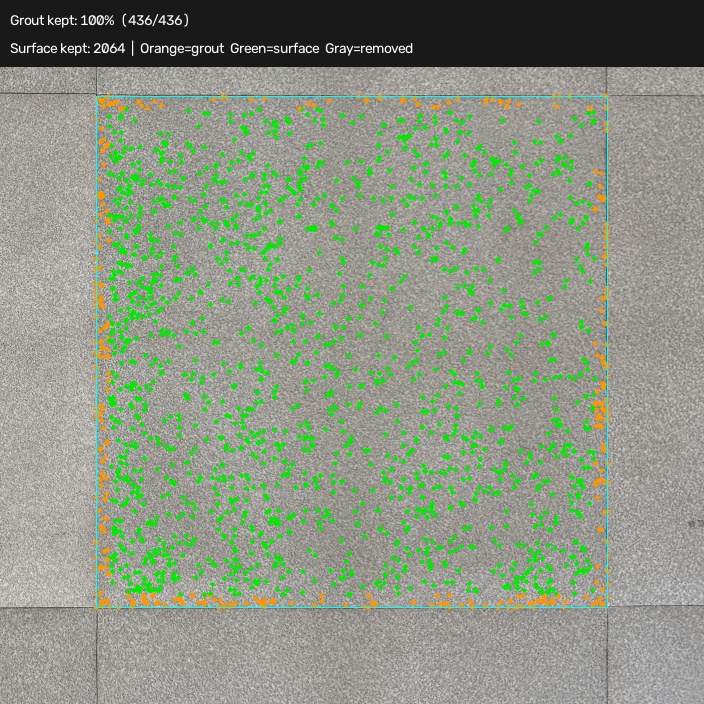 Grout kept: 100% (436/436)
Surface kept: 2064 | Orange=grout Green=surface Gray=removed